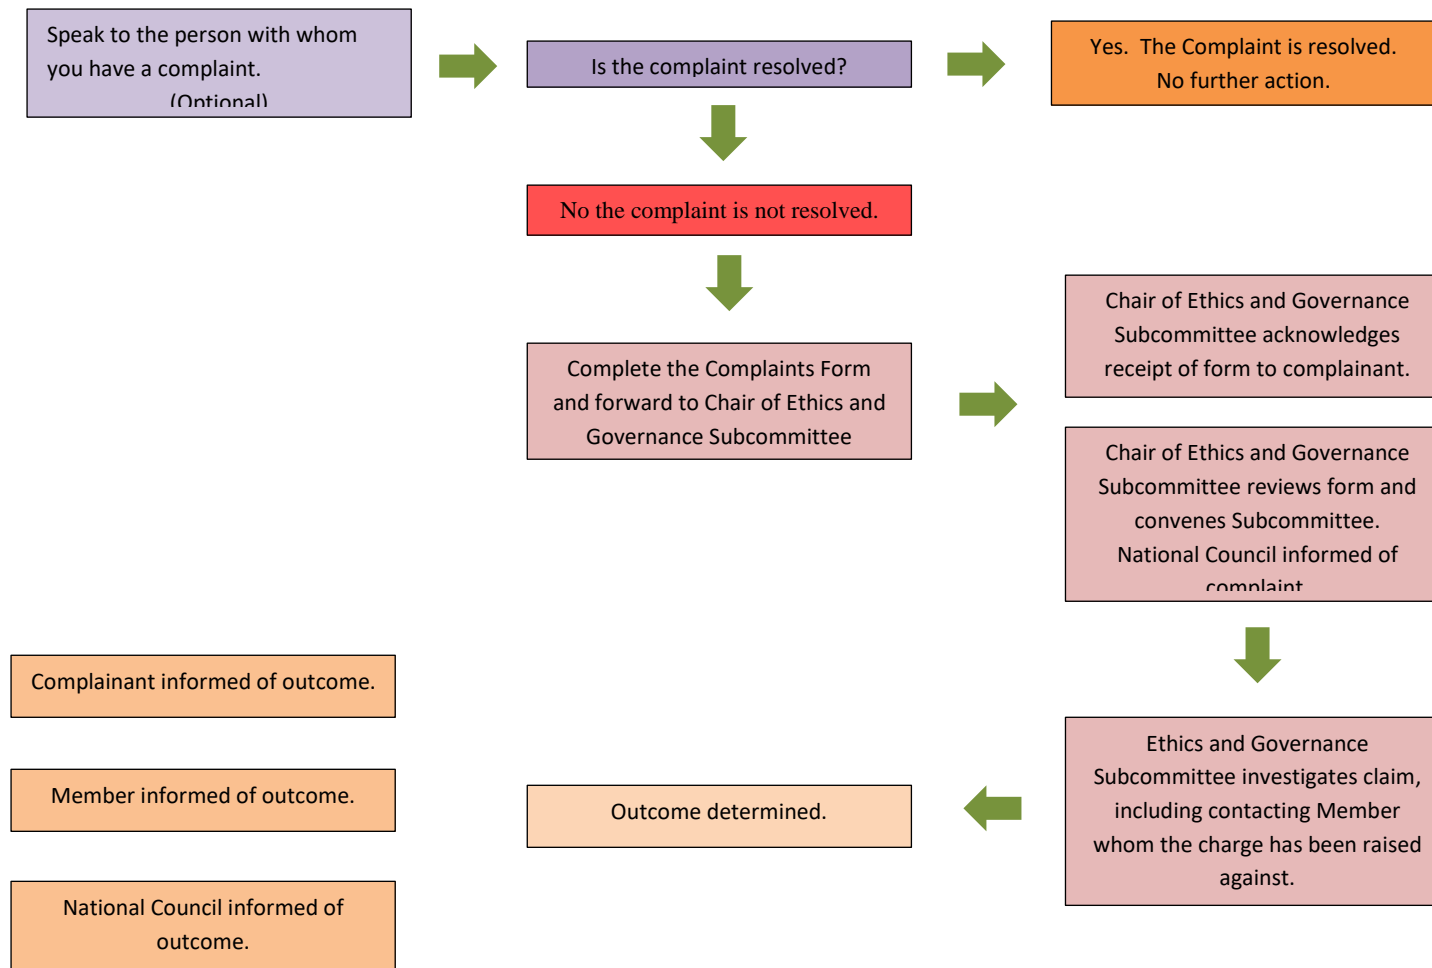 Speak to the person with whom
you have a complaint.
(Optional)
Is the complaint resolved?
Yes.  The Complaint is resolved.
No further action.
No the complaint is not resolved.
Complete the Complaints Form
and forward to Chair of Ethics and
Governance Subcommittee
Chair of Ethics and Governance
Subcommittee acknowledges
receipt of form to complainant.
Chair of Ethics and Governance
Subcommittee reviews form and
convenes Subcommittee.
National Council informed of
complaint
Ethics and Governance
Subcommittee investigates claim,
including contacting Member
whom the charge has been raised
against.
Outcome determined.
Complainant informed of outcome.
Member informed of outcome.
National Council informed of
outcome.